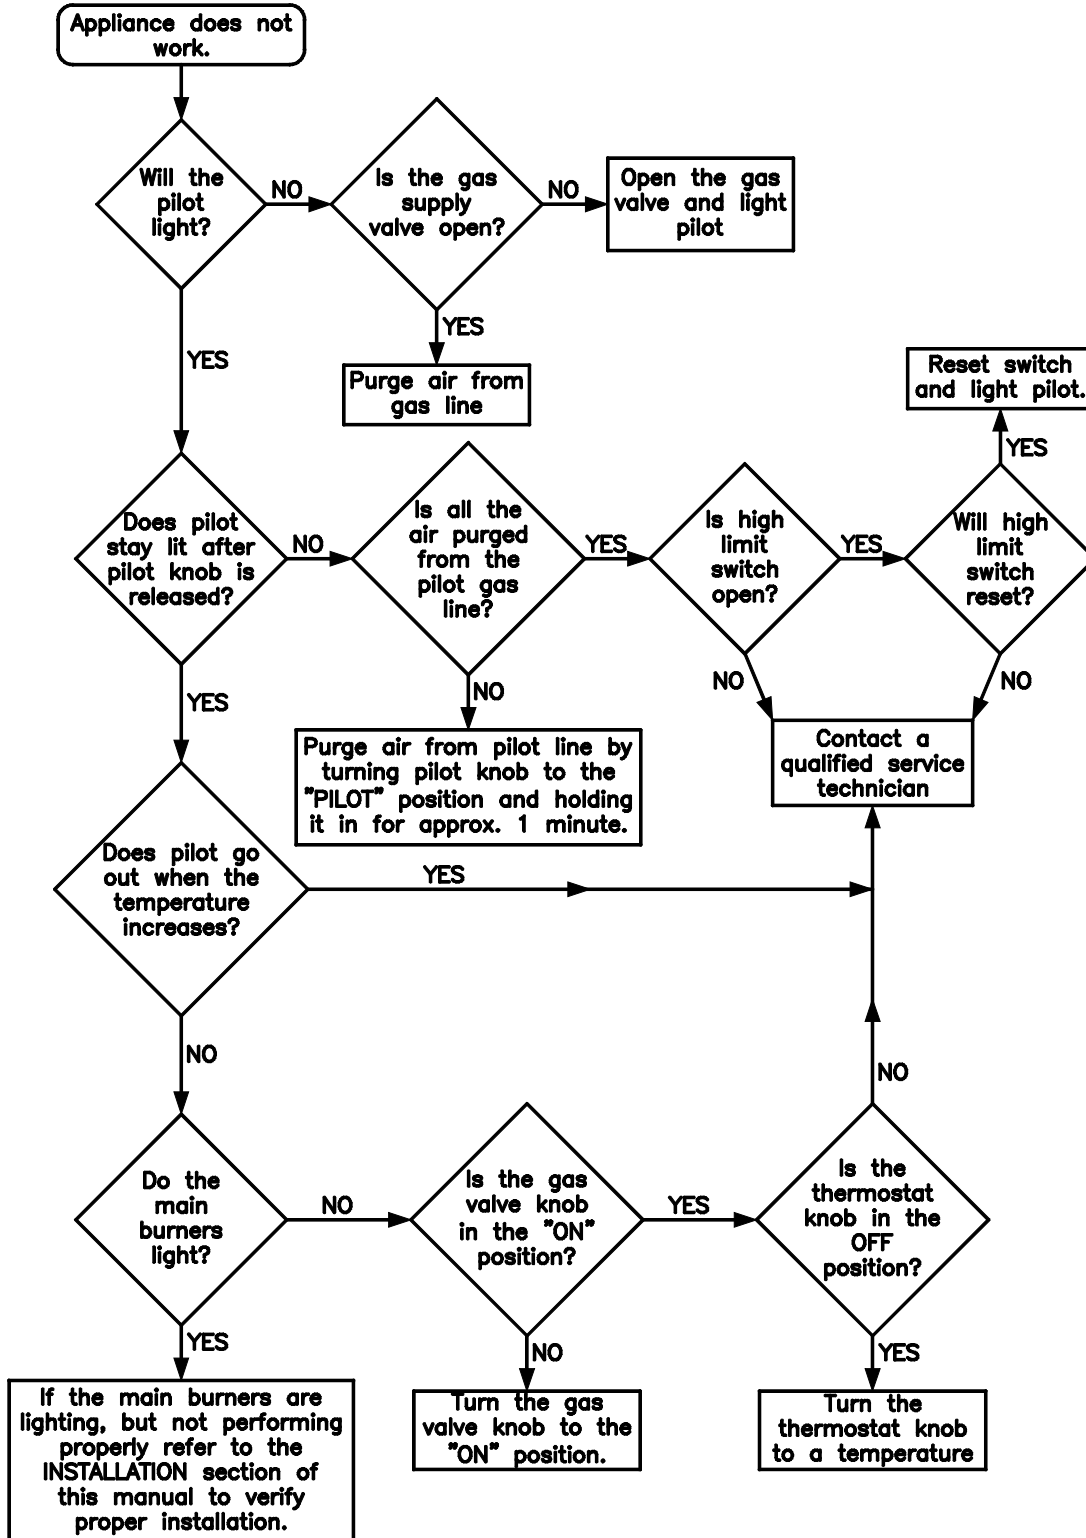 Appliance does not
work.
Will the
pilot
light?
NO
Is the gas
supply
valve open?
NO
Open the gas
valve and light
pilot
YES
Purge air from
gas line
YES
Reset switch
and light pilot.
YES
Does pilot
stay lit after
pilot knob is
released?
NO
Is all the
air purged
from the
pilot gas
line?
YES
Is high
limit
switch
open?
YES
Will high
limit
switch
reset?
NO
NO
YES
NO
Purge air from pilot line by
turning pilot knob to the
"PILOT" position and holding
it in for approx. 1 minute.
Contact a
qualified service
technician
Does pilot go
out when the
temperature
increases?
YES
NO
NO
Do the
main
burners
light?
NO
Is the gas
valve knob
in the "ON"
position?
YES
Is the
thermostat
knob in the
OFF
position?
YES
NO
YES
If the main burners are
lighting, but not performing
properly refer to the
INSTALLATION section of
this manual to verify
proper installation.
Turn the gas
valve knob to the
"ON" position.
Turn the
thermostat knob
to a temperature